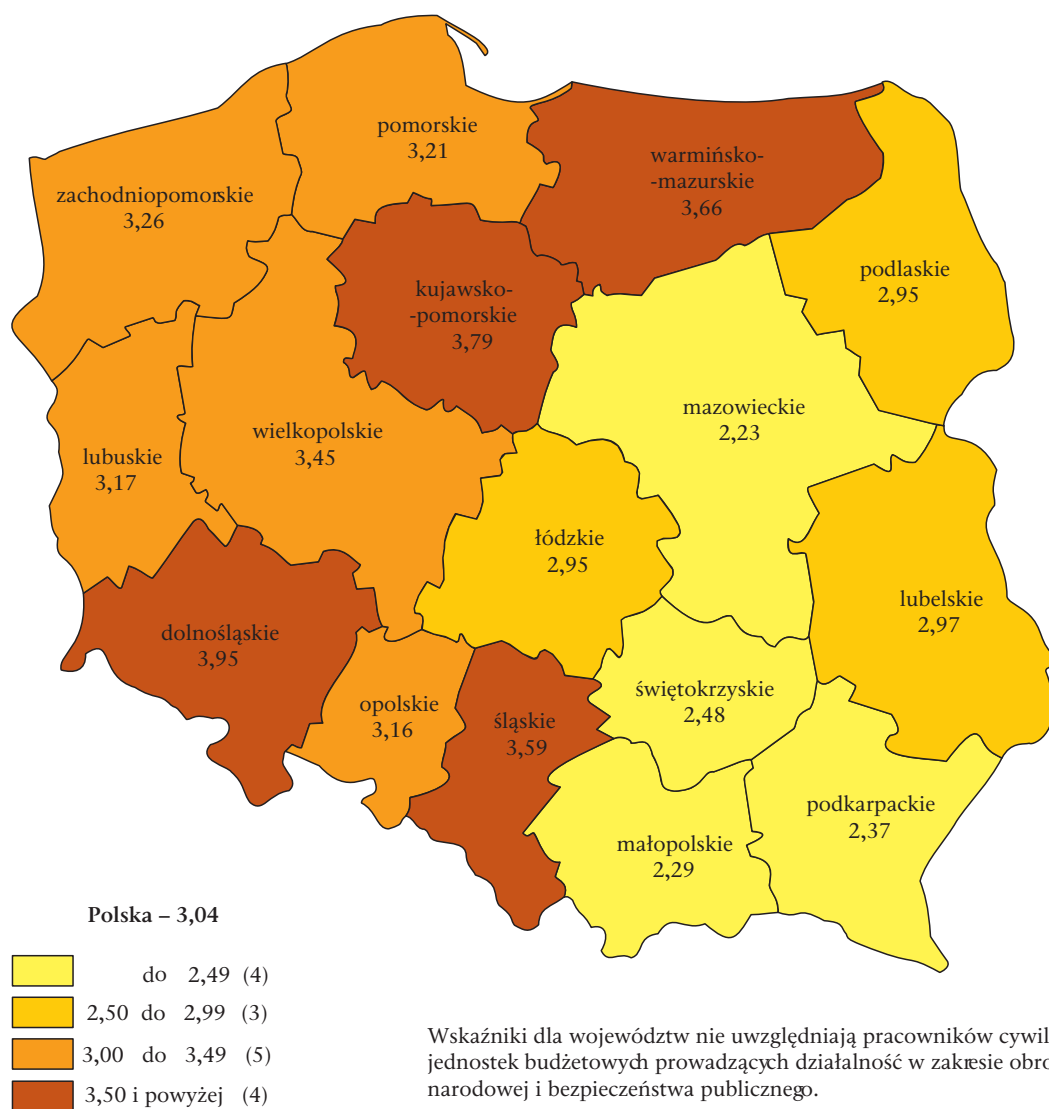 pomorskie
3,21
warmińsko-
-mazurskie
3,66
zachodniopomorskie
3,26
podlaskie
2,95
kujawsko-
-pomorskie
3,79
mazowieckie
2,23
wielkopolskie
3,45
lubuskie
3,17
łódzkie
2,95
lubelskie
2,97
dolnośląskie
3,95
świętokrzyskie
2,48
opolskie
3,16
śląskie
3,59
podkarpackie
2,37
małopolskie
2,29
Polska – 3,04
do 2,49 (4)
2,50 do 2,99 (3)
3,00 do 3,49 (5)
3,50 i powyżej (4)
Wskaźniki dla województw nie uwzględniają pracowników cywil
jednostek budżetowych prowadzących działalność w zakresie obro
narodowej i bezpieczeństwa publicznego.